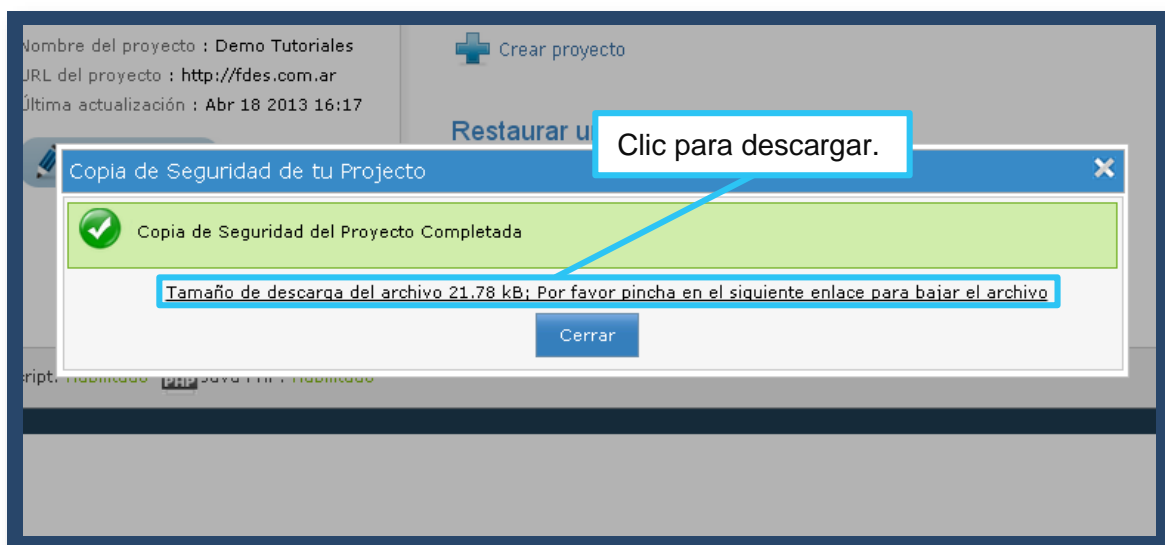 Nombre del proyecto : Demo Tutoriales
URL del proyecto : http://fdes.com.ar
Última actualización : Abr 18 2013 16:17
Crear proyecto
Restaurar u
Clic para descargar.
Copia de Seguridad de tu Projecto
Copia de Seguridad del Proyecto Completada
Tamaño de descarga del archivo 21.78 kB; Por favor pincha en el siguiente enlace para bajar el archivo
Cerrar
cript. Habilitado PHP Java PHP. Habilitado